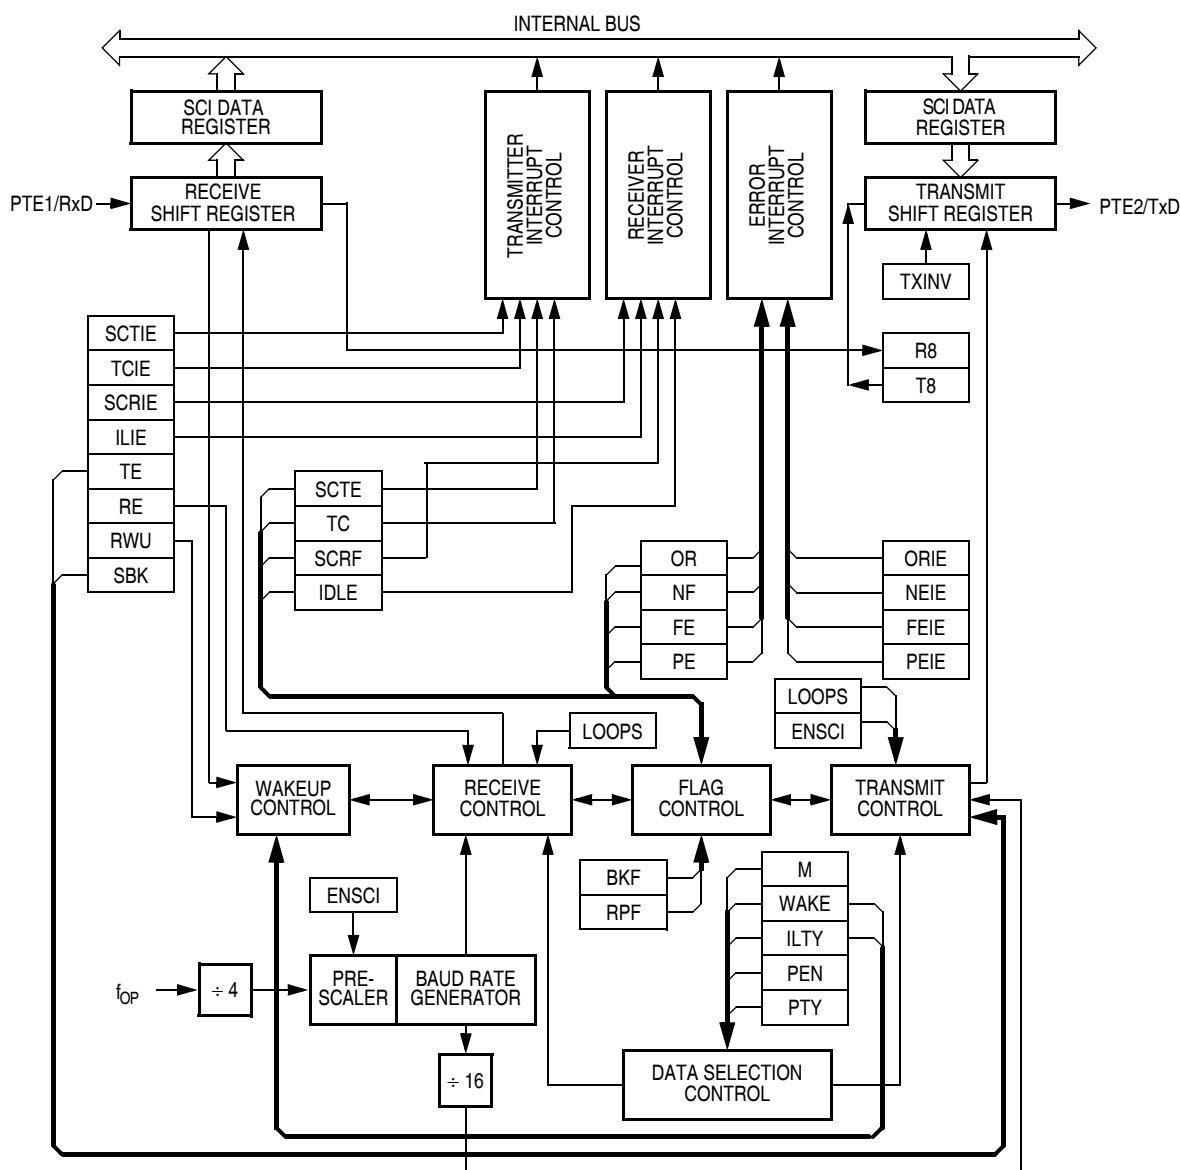 INTERNAL BUS
SCI DATA
REGISTER
TRANSMITTER
INTERRUPT
CONTROL
RECEIVER
INTERRUPT
CONTROL
ERROR
INTERRUPT
CONTROL
SCI DATA
REGISTER
PTE1/RxD
RECEIVE
SHIFT REGISTER
TRANSMIT
SHIFT REGISTER
PTE2/TxD
TXINV
SCTIE
TCIE
SCRIE
ILIE
TE
RE
RWU
SBK
R8
T8
SCTE
TC
SCRF
IDLE
OR
NF
FE
PE
ORIE
NEIE
FEIE
PEIE
LOOPS
ENSCI
LOOPS
WAKEUP
CONTROL
RECEIVE
CONTROL
FLAG
CONTROL
TRANSMIT
CONTROL
BKF
RPF
M
WAKE
ILTY
PEN
PTY
ENSCI
fOP
÷ 4
PRE-
SCALER
BAUD RATE
GENERATOR
÷ 16
DATA SELECTION
CONTROL